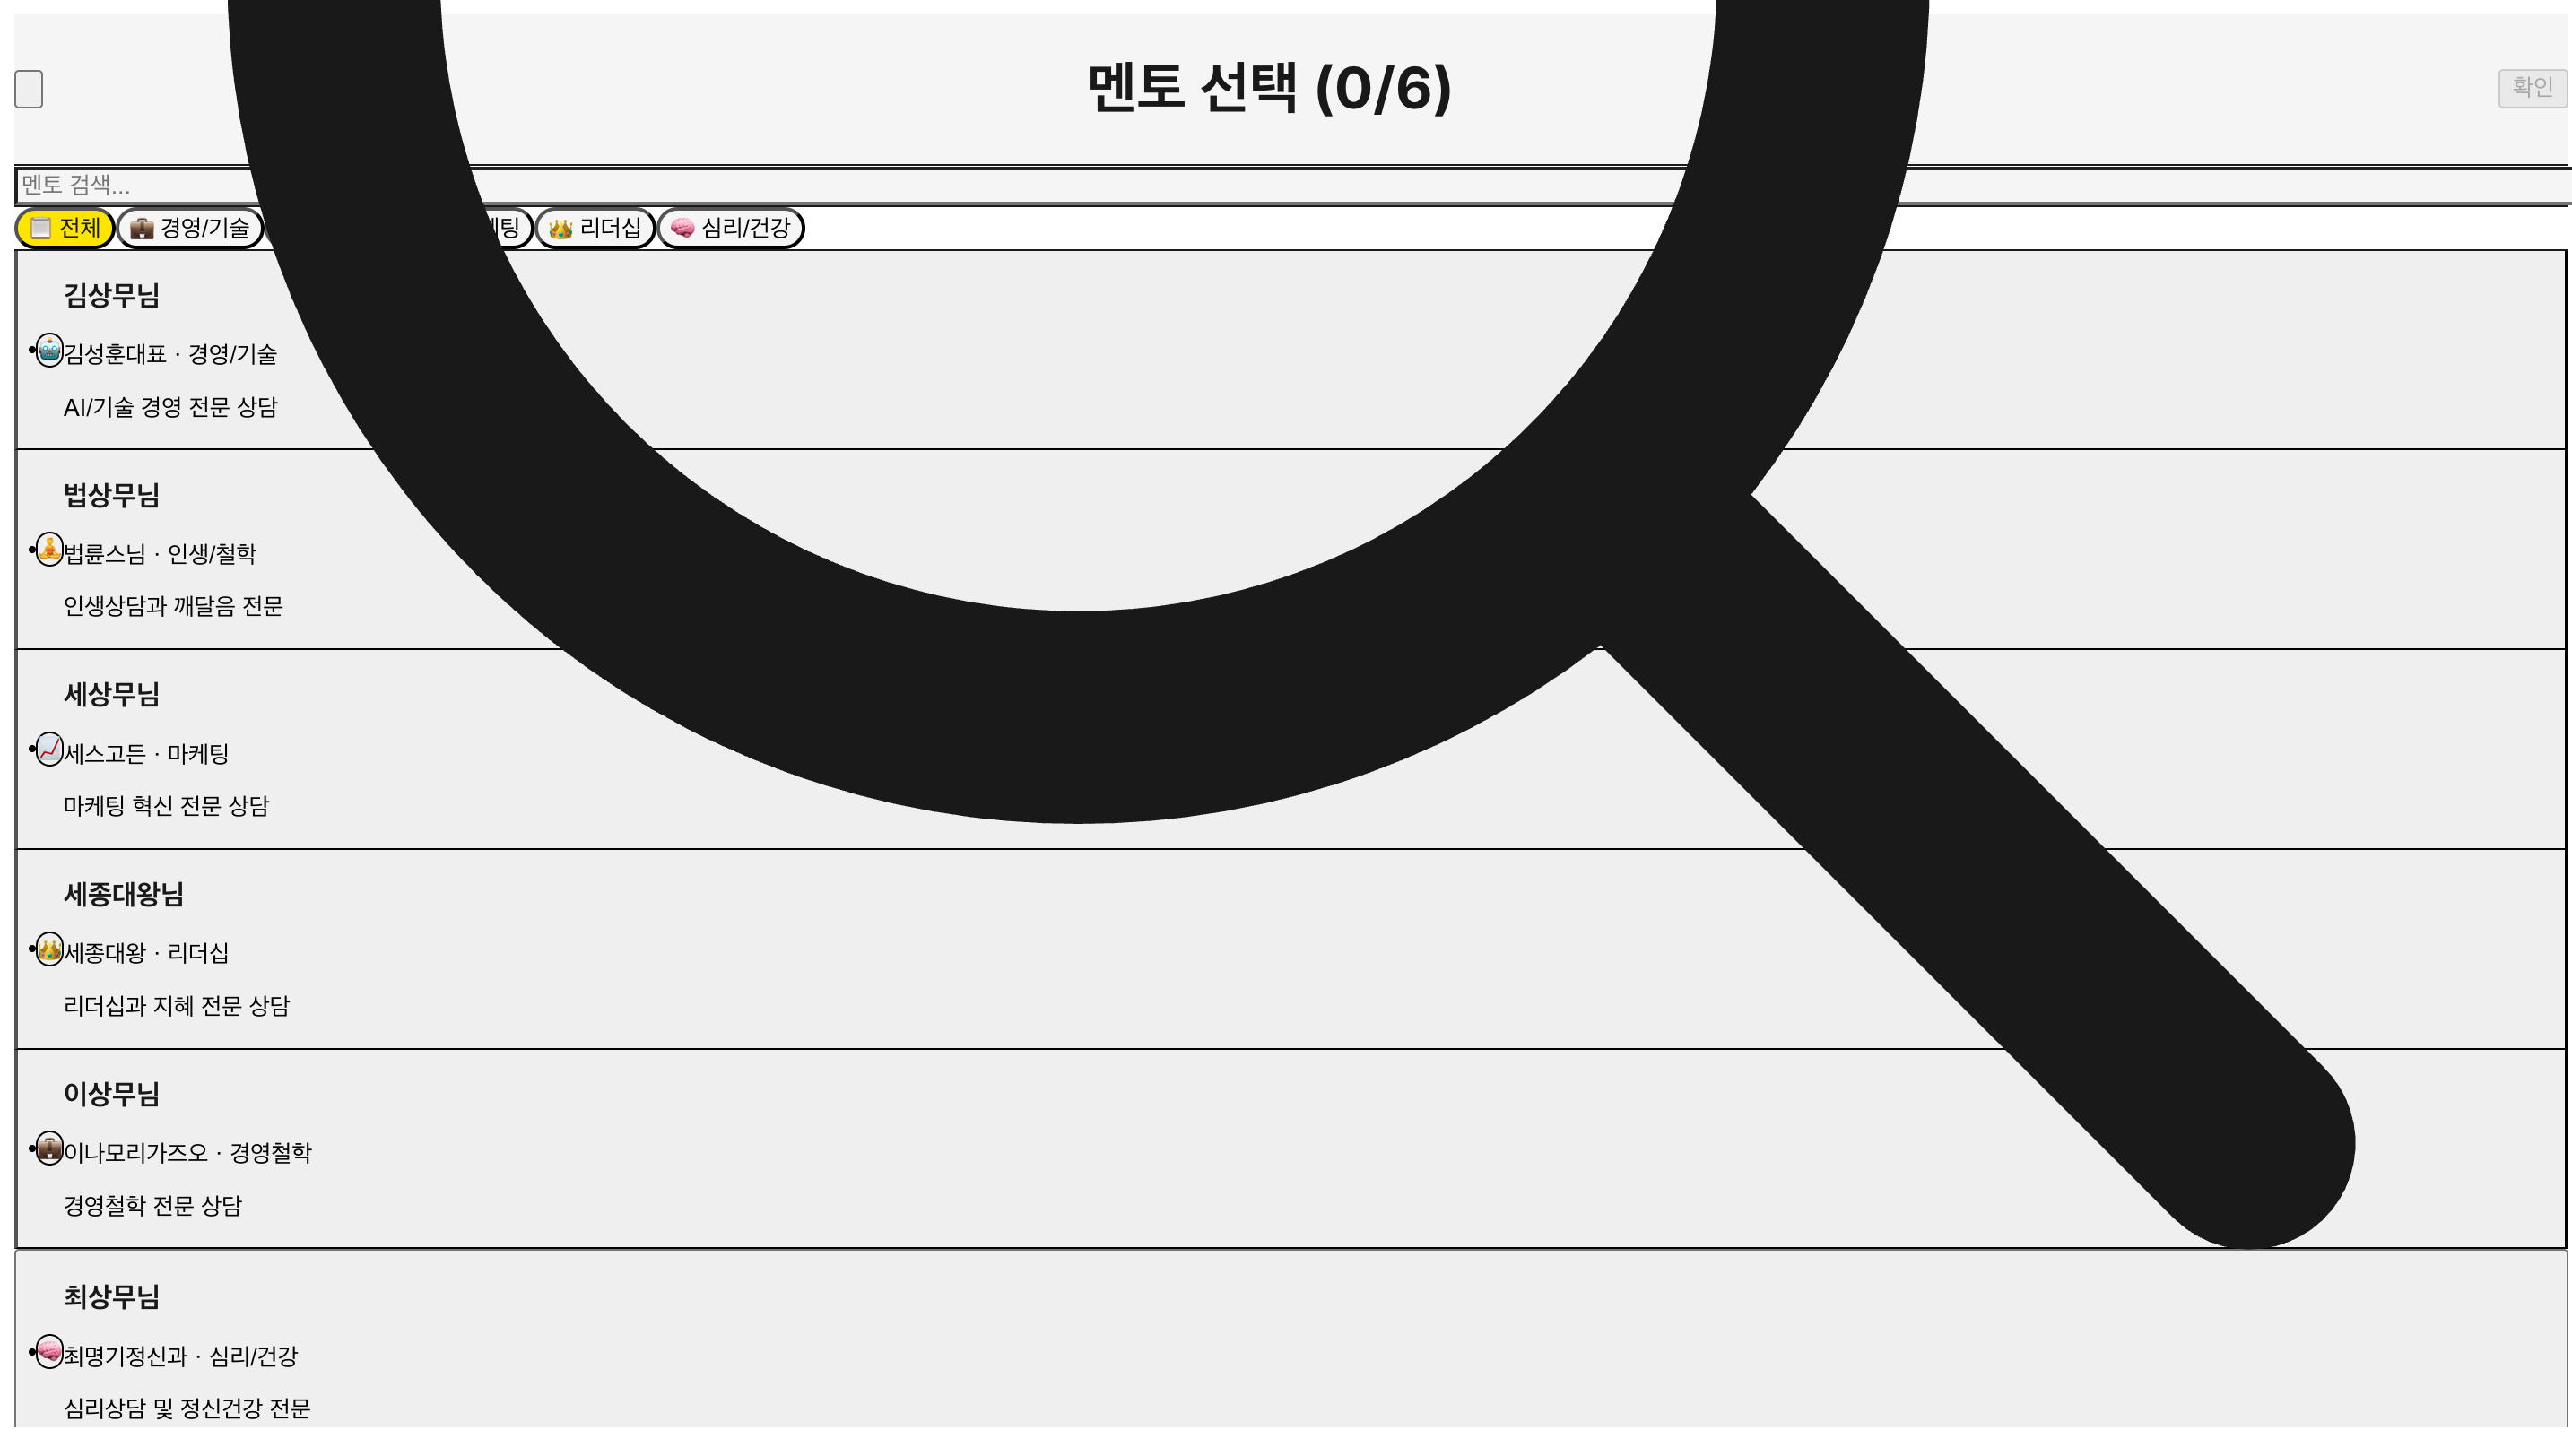 멘토 선택 (0/6)
확인
멘토 검색...
전체 경영/기술 리더십 심리/건강
김상무님
김성훈대표 · 경영/기술
AI/기술 경영 전문 상담
법상무님
법륜스님 · 인생/철학
인생상담과 깨달음 전문
세상무님
세스고든 · 마케팅
마케팅 혁신 전문 상담
세종대왕님
세종대왕 · 리더십
리더십과 지혜 전문 상담
이상무님
이나모리가즈오 · 경영철학
경영철학 전문 상담
최상무님
최명기정신과 · 심리/건강
심리상담 및 정신건강 전문